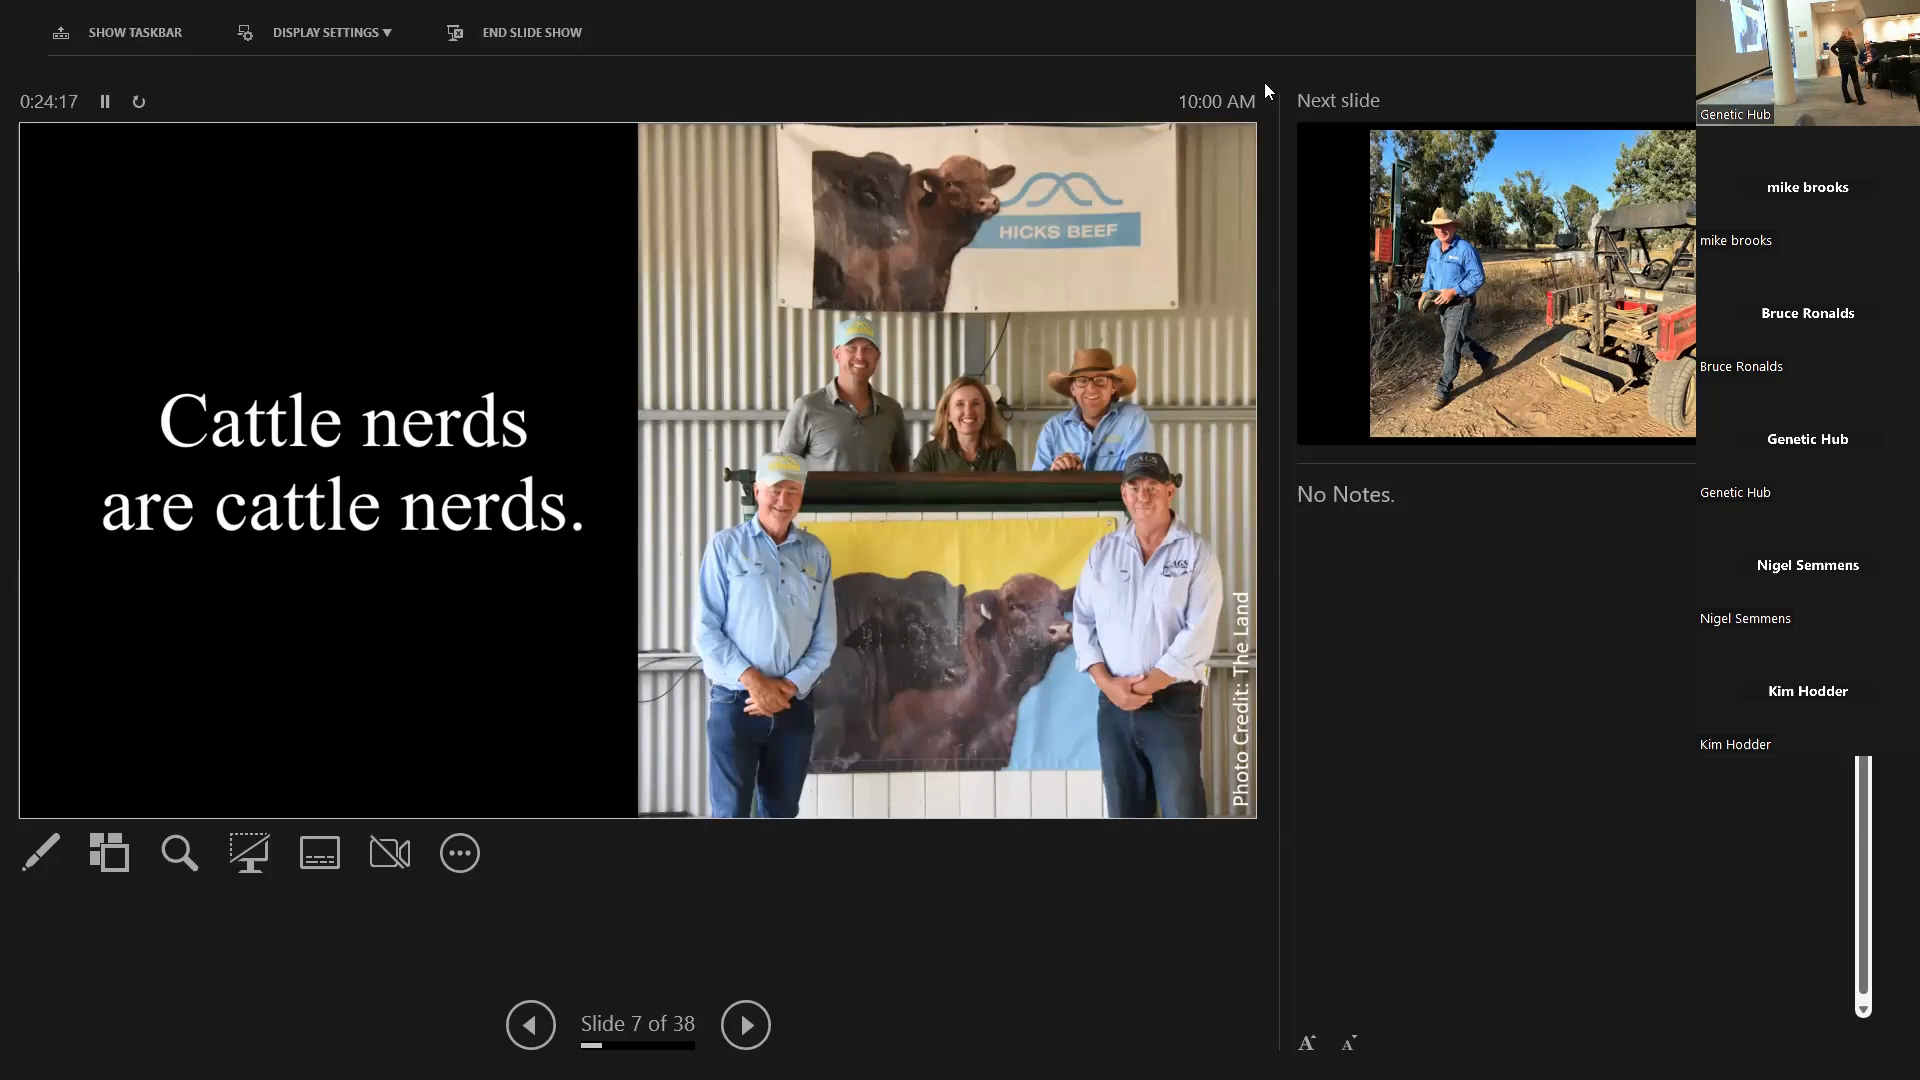 SHOW TASKBAR
DISPLAY SETTINGS ▼
END SLIDE SHOW
0:24:17
10:00 AM
Next slide
Cattle nerds
are cattle nerds.
HICKS BEEF
AGS
AGS
Photo Credit: The Land
No Notes.
Slide 7 of 38
A
A
Genetic Hub
mike brooks
mike brooks
Bruce Ronalds
Bruce Ronalds
Genetic Hub
Genetic Hub
Nigel Semmens
Nigel Semmens
Kim Hodder
Kim Hodder